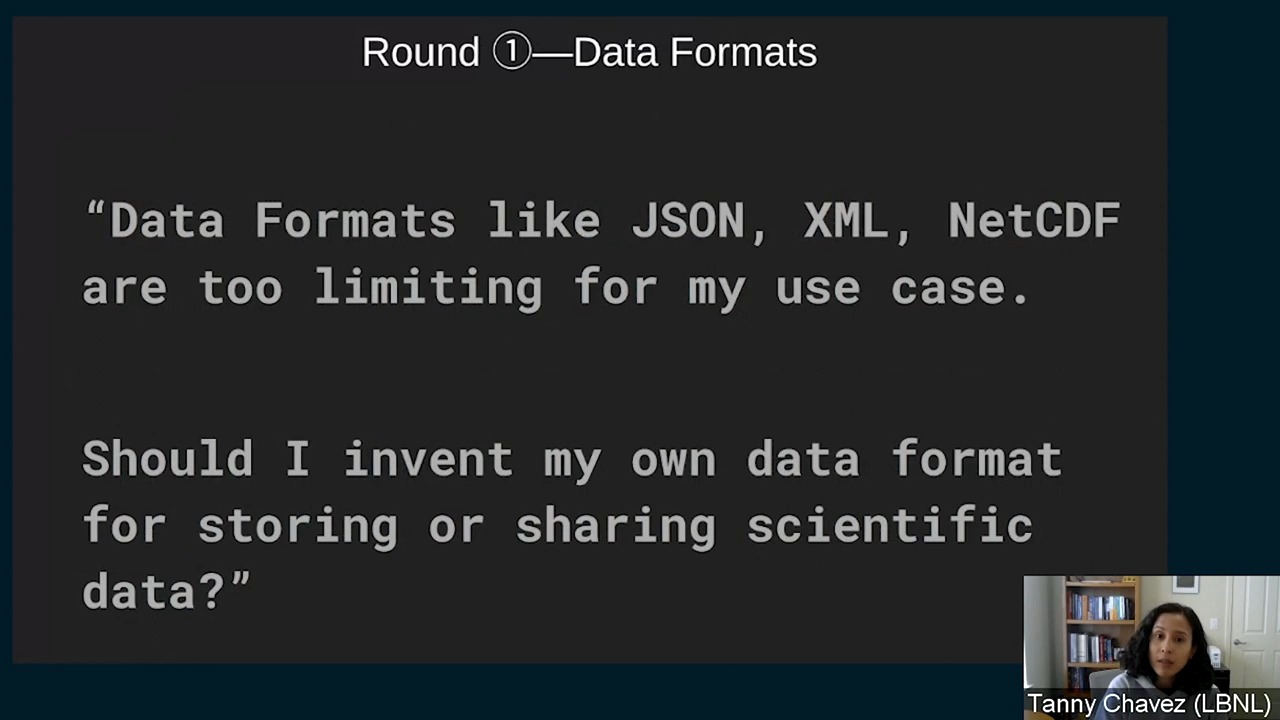 Round ①—Data Formats
“Data Formats like JSON, XML, NetCDF
are too limiting for my use case.
Should I invent my own data format
for storing or sharing scientific
data?”
Tanny Chavez (LBNL)